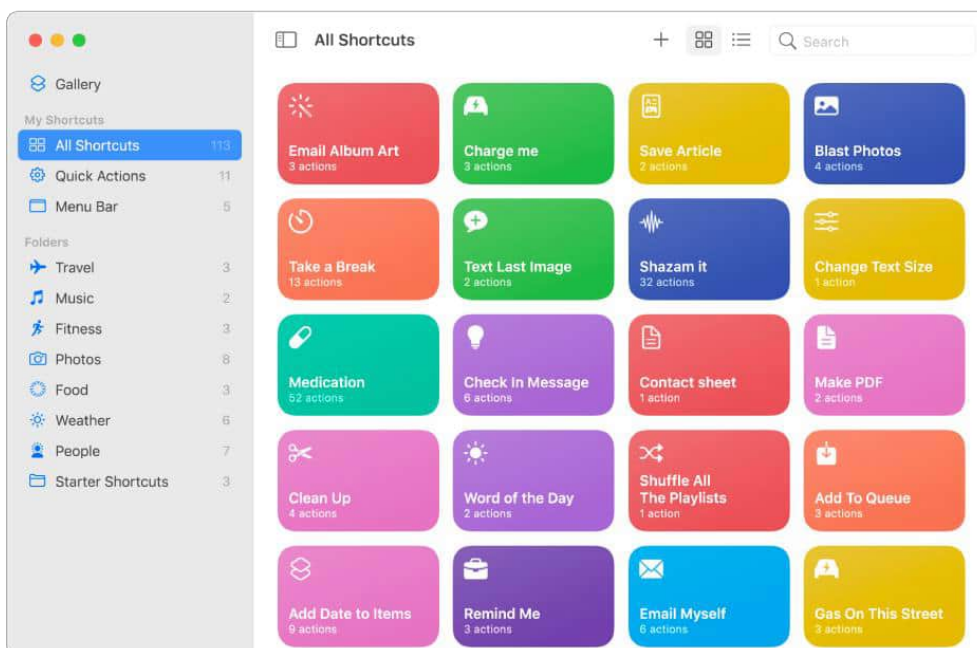 All Shortcuts
Search
Gallery
My Shortcuts
All Shortcuts 113
Quick Actions 11
Menu Bar 5
Folders
Travel 3
Music 2
Fitness 3
Photos 8
Food 3
Weather 6
People 7
Starter Shortcuts 3
Email Album Art
3 actions
Charge me
3 actions
Save Article
2 actions
Blast Photos
4 actions
Take a Break
13 actions
Text Last Image
2 actions
Shazam it
32 actions
Change Text Size
1 action
Medication
52 actions
Check In Message
6 actions
Contact sheet
1 action
Make PDF
2 actions
Clean Up
4 actions
Word of the Day
2 actions
Shuffle All
The Playlists
1 action
Add To Queue
3 actions
Add Date to Items
9 actions
Remind Me
3 actions
Email Myself
6 actions
Gas On This Street
3 actions